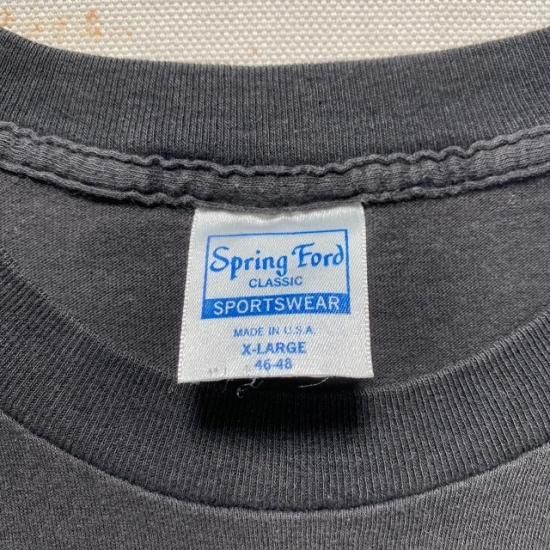 Spring Ford
CLASSIC
SPORTSWEAR
MADE IN U.S.A.
X-LARGE
46-48